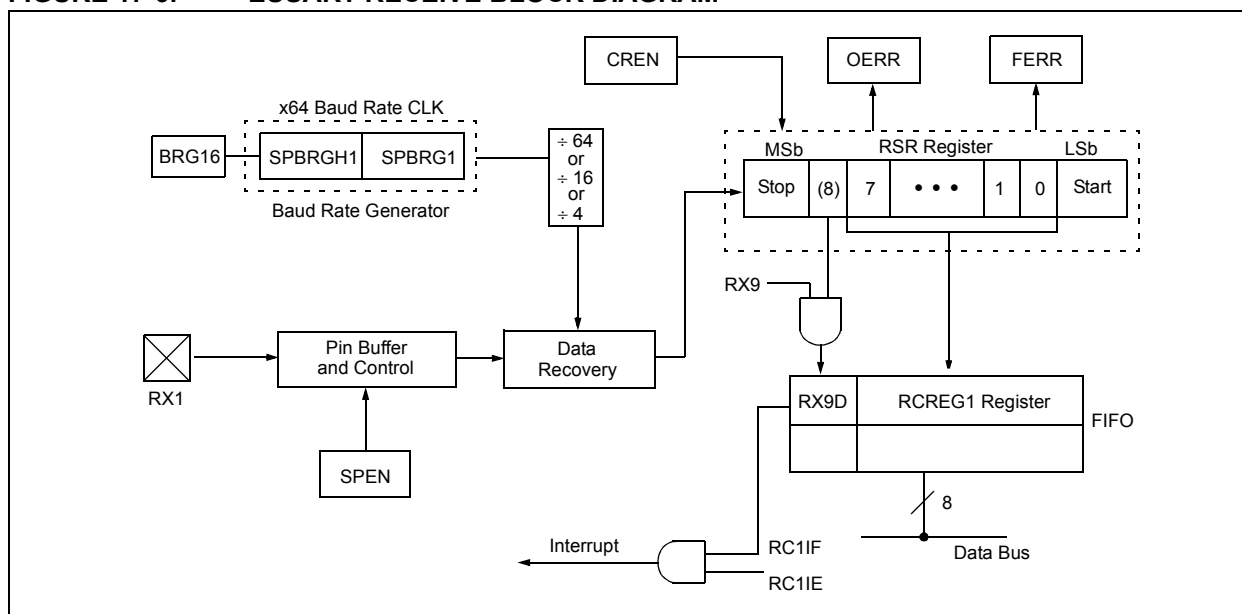 CREN
OERR
FERR
x64 Baud Rate CLK
BRG16
SPBRGH1
SPBRG1
Baud Rate Generator
÷ 64
or
÷ 16
or
÷ 4
MSb
RSR Register
LSb
Stop
(8)
7
• • •
1
0
Start
RX9
RX1
Pin Buffer
and Control
Data
Recovery
SPEN
RX9D
RCREG1 Register
FIFO
8
Data Bus
Interrupt
RC1IF
RC1IE